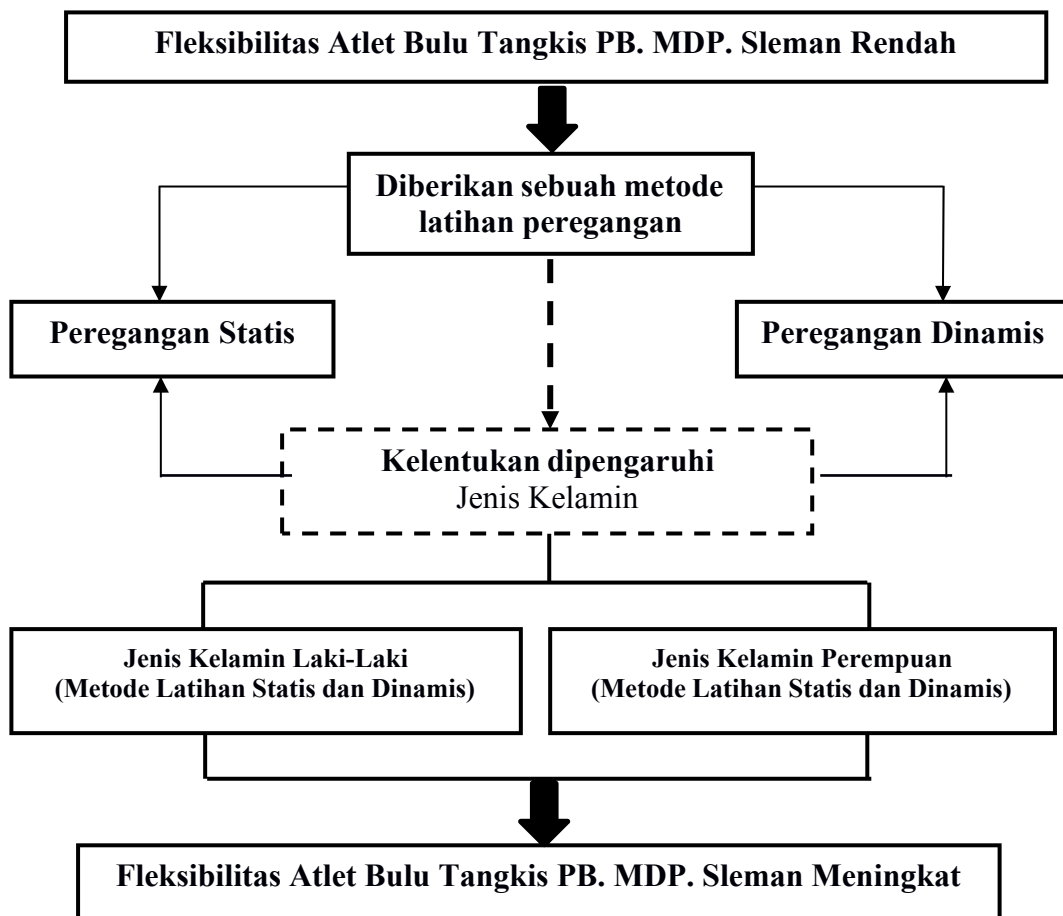 Fleksibilitas Atlet Bulu Tangkis PB. MDP. Sleman Rendah
Diberikan sebuah metode
latihan peregangan
Peregangan Statis
Peregangan Dinamis
Kelentukan dipengaruhi
Jenis Kelamin
Jenis Kelamin Laki-Laki
(Metode Latihan Statis dan Dinamis)
Jenis Kelamin Perempuan
(Metode Latihan Statis dan Dinamis)
Fleksibilitas Atlet Bulu Tangkis PB. MDP. Sleman Meningkat